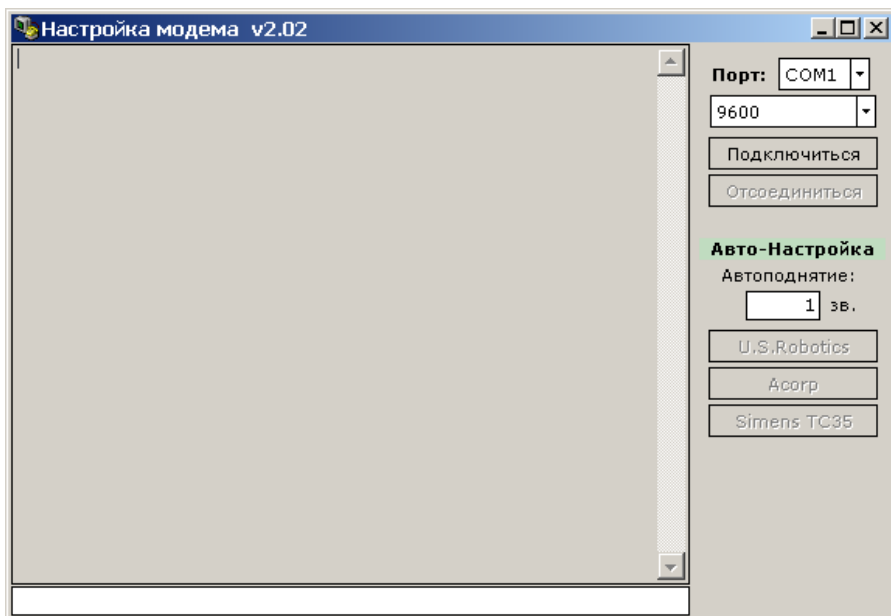 Настройка модема v2.02
Порт: COM1
9600
Подключиться
Отсоединиться
Авто-Настройка
Автоподнятие:
1 зв.
U.S.Robotics
Acorp
Simens TC35